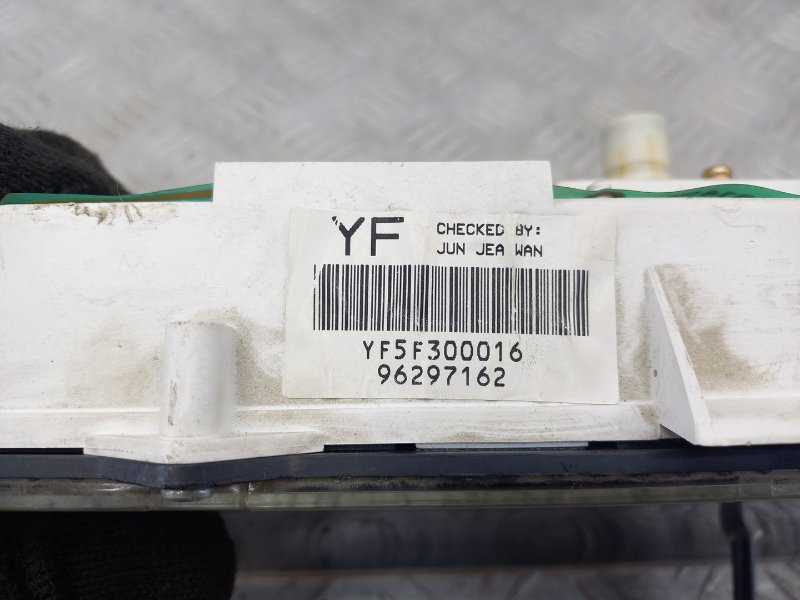 YF
CHECKED BY:
JUN JEA WAN
YF5F300016
96297162